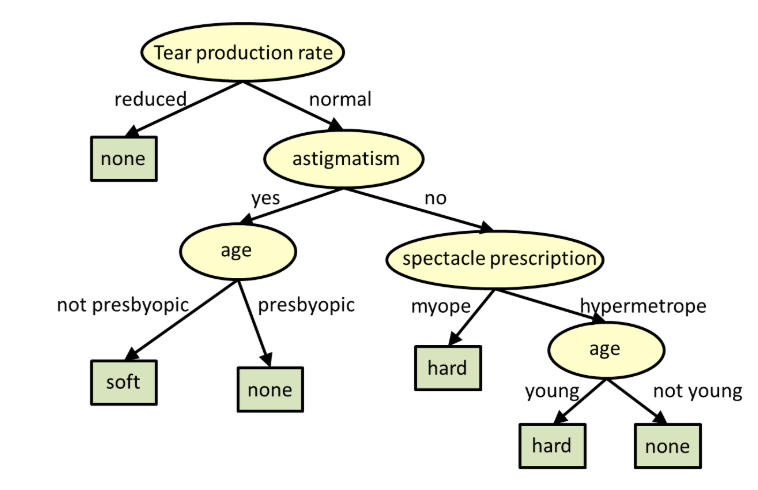 Tear production rate
reduced
normal
none
astigmatism
yes
no
age
spectacle prescription
not presbyopic
presbyopic
myope
hypermetrope
soft
none
hard
age
young
not young
hard
none